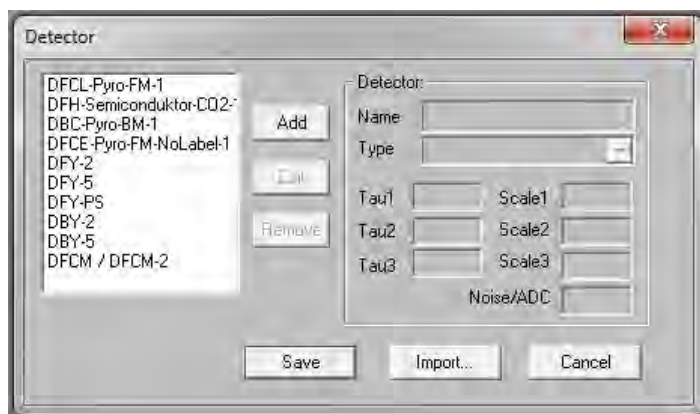 Detector
DFCL-Pyro-FM-1
DFH-Semiconduktor-CO2-
DBC-Pyro-BM-1
DFCE-Pyro-FM-NoLabel-1
DFY-2
DFY-5
DFY-PS
DBY-2
DBY-5
DFCM / DFCM-2
Add
Edit
Remove
Detector
Name
Type
Tau1 Scale1
Tau2 Scale2
Tau3 Scale3
Noise/ADC
Save Import... Cancel